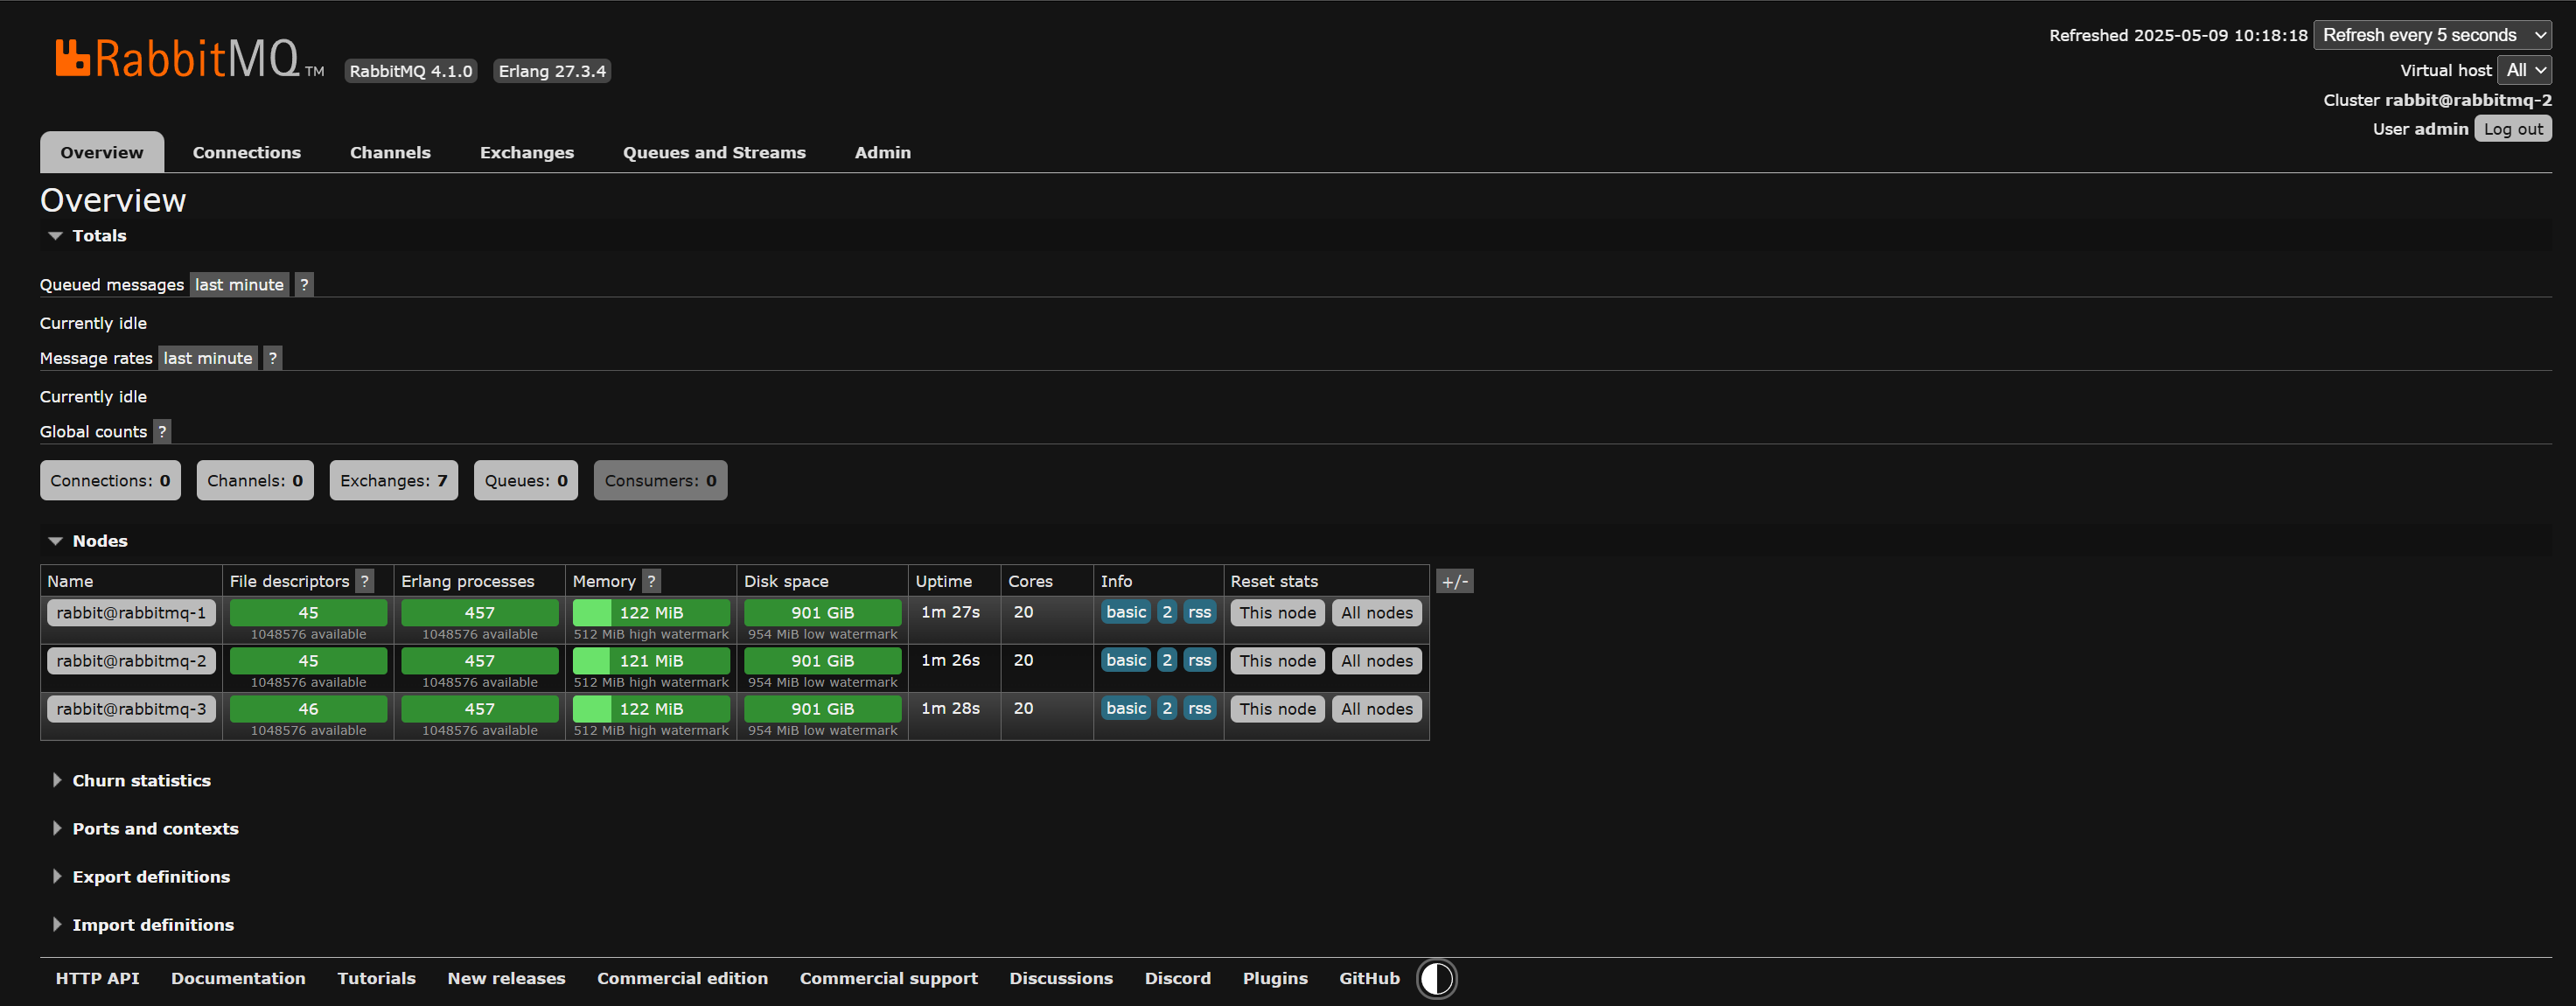 RabbitMQ TM RabbitMQ 4.1.0 Erlang 27.3.4
Refreshed 2025-05-09 10:18:18 Refresh every 5 seconds
Virtual host All
Cluster rabbit@rabbitmq-2
User admin Log out
Overview Connections Channels Exchanges Queues and Streams Admin
Overview
Totals
Queued messages last minute ?
Currently idle
Message rates last minute ?
Currently idle
Global counts ?
Connections: 0 Channels: 0 Exchanges: 7 Queues: 0 Consumers: 0
Nodes
Name File descriptors ? Erlang processes Memory ? Disk space Uptime Cores Info Reset stats +/-
rabbit@rabbitmq-1 45 457 122 MiB 901 GiB 1m 27s 20 basic 2 rss This node All nodes
1048576 available 1048576 available 512 MiB high watermark 954 MiB low watermark
rabbit@rabbitmq-2 45 457 121 MiB 901 GiB 1m 26s 20 basic 2 rss This node All nodes
1048576 available 1048576 available 512 MiB high watermark 954 MiB low watermark
rabbit@rabbitmq-3 46 457 122 MiB 901 GiB 1m 28s 20 basic 2 rss This node All nodes
1048576 available 1048576 available 512 MiB high watermark 954 MiB low watermark
Churn statistics
Ports and contexts
Export definitions
Import definitions
HTTP API Documentation Tutorials New releases Commercial edition Commercial support Discussions Discord Plugins GitHub